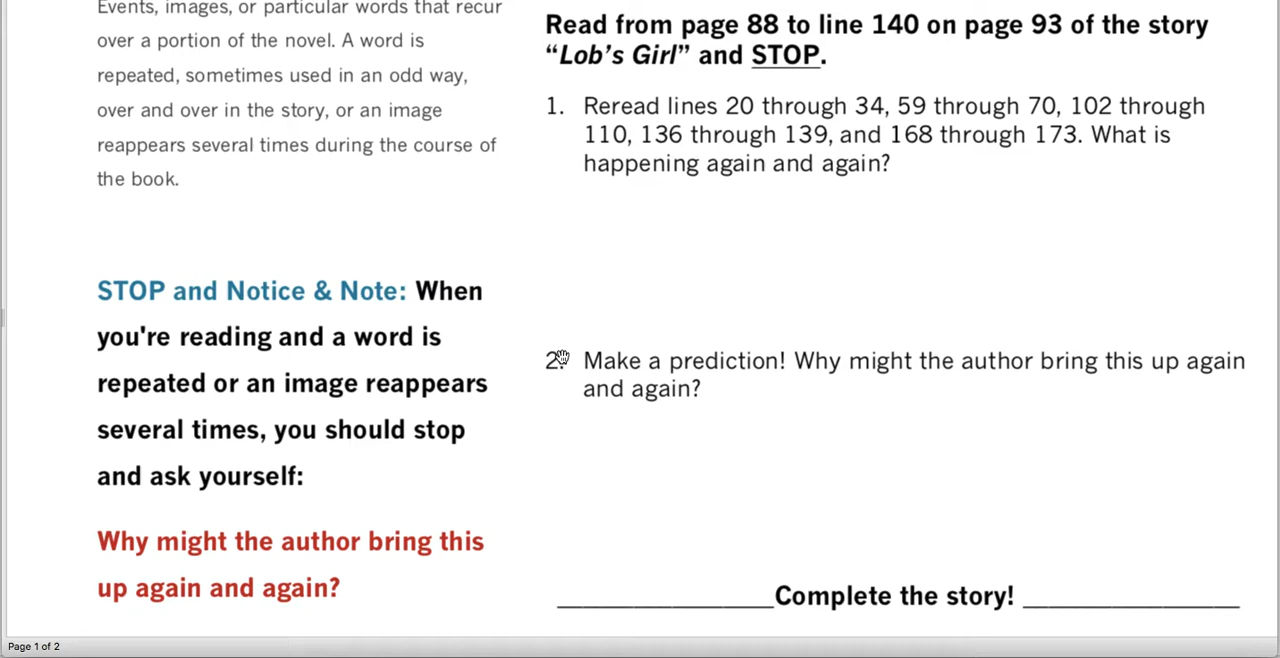 Events, images, or particular words that recur
over a portion of the novel. A word is
repeated, sometimes used in an odd way,
over and over in the story, or an image
reappears several times during the course of
the book.
STOP and Notice & Note: When
you're reading and a word is
repeated or an image reappears
several times, you should stop
and ask yourself:
Why might the author bring this
up again and again?
Read from page 88 to line 140 on page 93 of the story
“Lob’s Girl” and STOP.
1. Reread lines 20 through 34, 59 through 70, 102 through
110, 136 through 139, and 168 through 173. What is
happening again and again?
2. Make a prediction! Why might the author bring this up again
and again?
________________Complete the story! ________________
Page 1 of 2